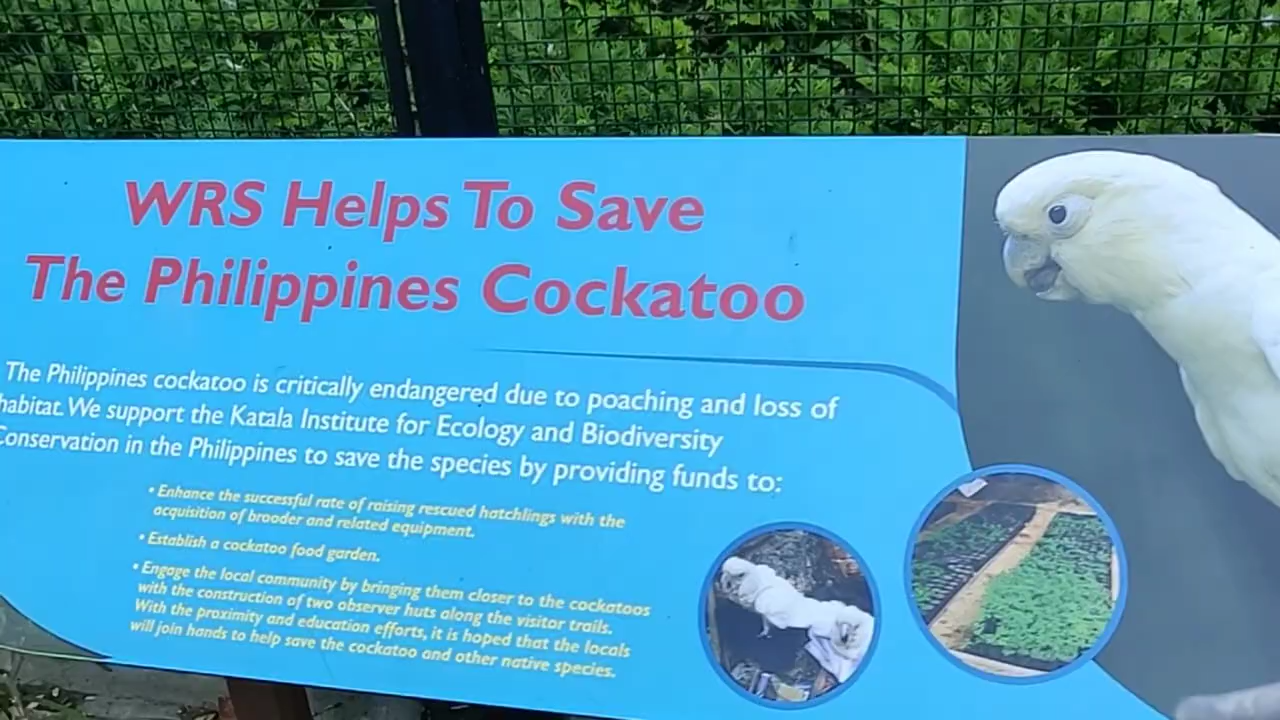 WRS Helps To Save
The Philippines Cockatoo
The Philippines cockatoo is critically endangered due to poaching and loss of
habitat. We support the Katala Institute for Ecology and Biodiversity
Conservation in the Philippines to save the species by providing funds to:
• Enhance the successful rate of raising rescued hatchlings with the
acquisition of brooder and related equipment.
• Establish a cockatoo food garden.
• Engage the local community by bringing them closer to the cockatoos
with the construction of two observer huts along the visitor trails.
With the proximity and education efforts, it is hoped that the locals
will join hands to help save the cockatoo and other native species.